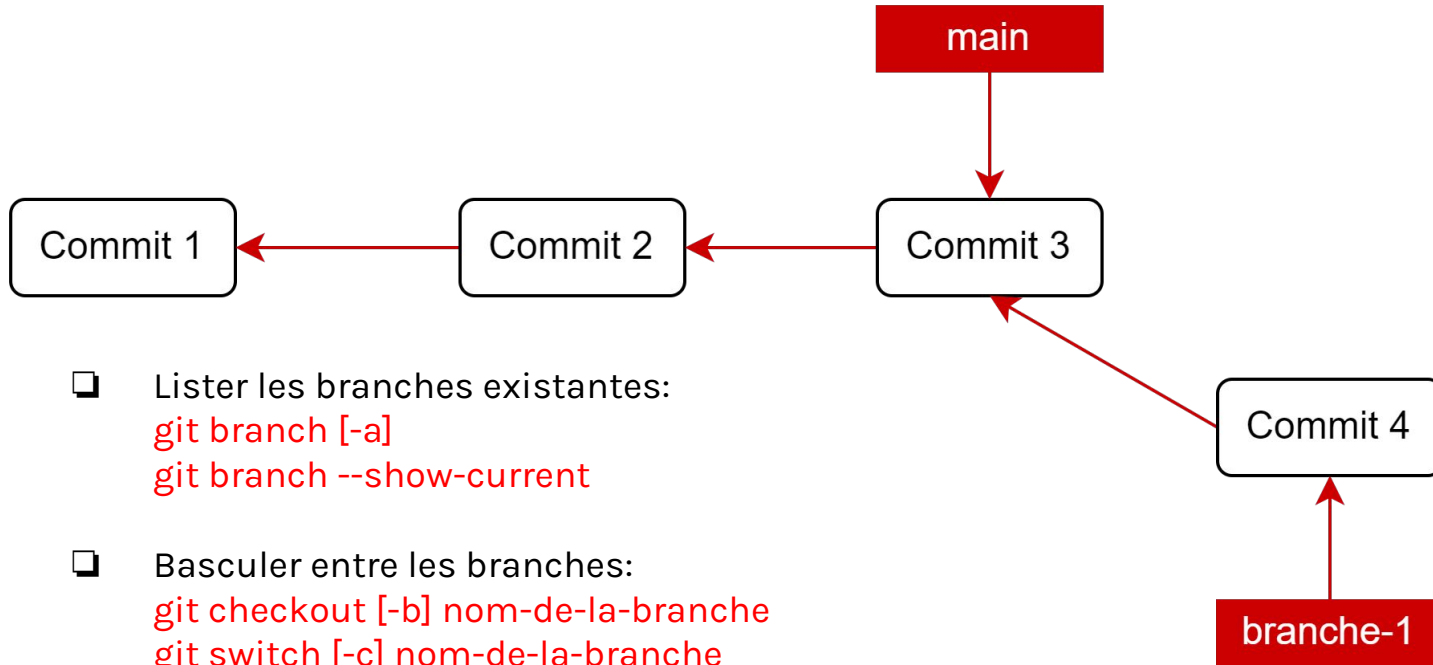 main
Commit 1
Commit 2
Commit 3
Lister les branches existantes:
git branch [-a]
git branch --show-current
Commit 4
Basculer entre les branches:
git checkout [-b] nom-de-la-branche
git switch [-c] nom-de-la-branche
branche-1